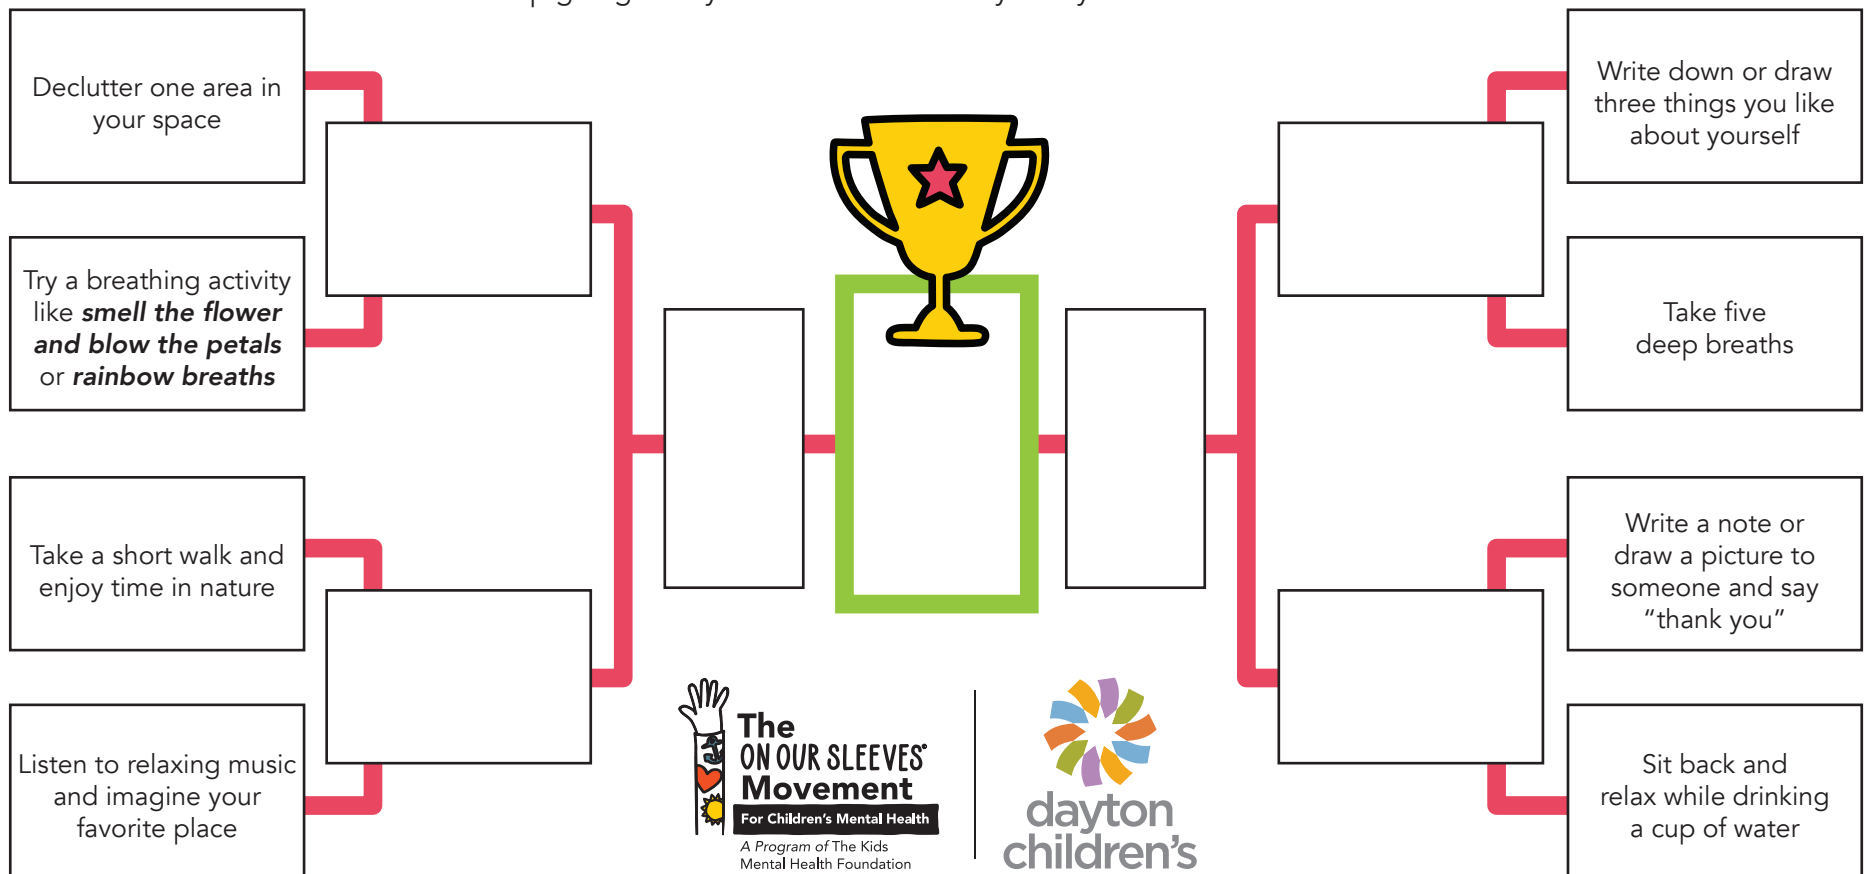 Declutter one area in
your space
Try a breathing activity
like smell the flower
and blow the petals
or rainbow breaths
Take a short walk and
enjoy time in nature
Listen to relaxing music
and imagine your
favorite place
Write down or draw
three things you like
about yourself
Take five
deep breaths
Write a note or
draw a picture to
someone and say
“thank you”
Sit back and
relax while drinking
a cup of water
The
ON OUR SLEEVES®
Movement
For Children's Mental Health
A Program of The Kids
Mental Health Foundation
dayton
children's